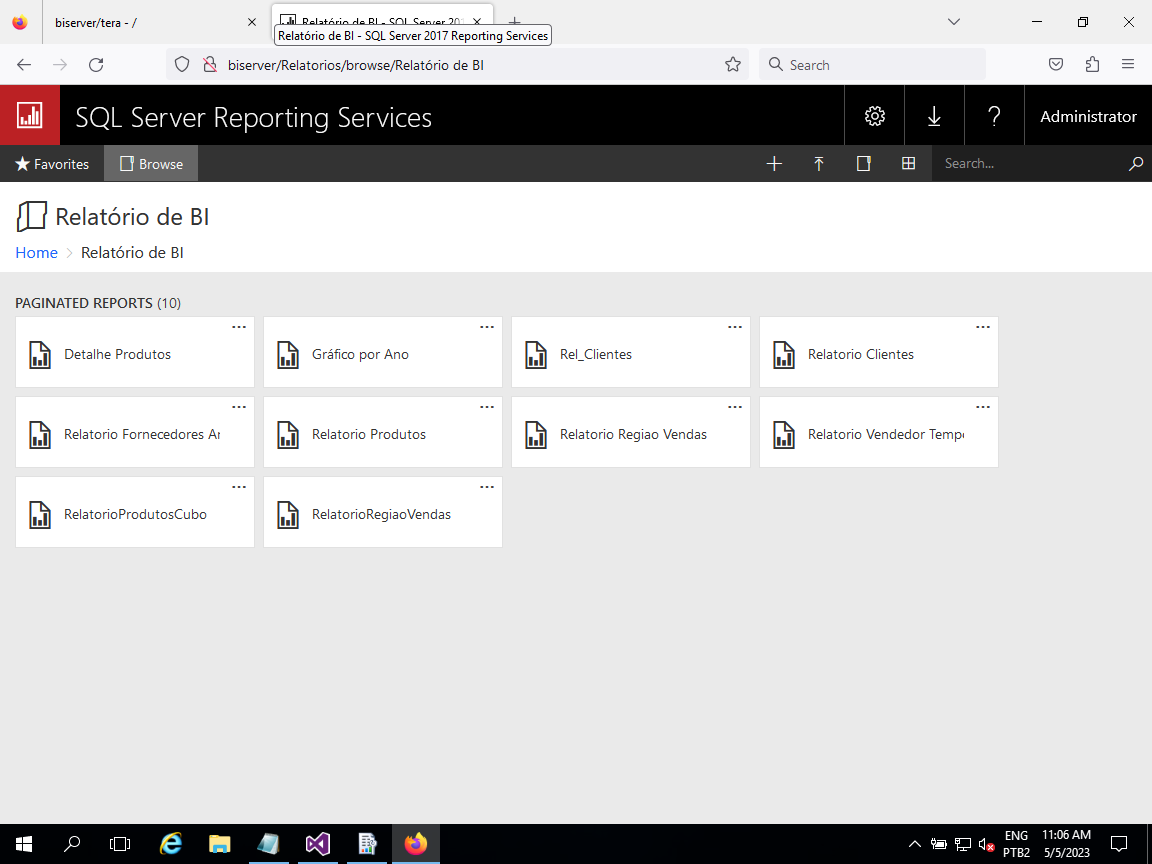 biserver/tera - /
Relatório de BI - SQL Server 201
Relatório de BI - SQL Server 2017 Reporting Services
biserver/Relatorios/browse/Relatório de BI
Search
SQL Server Reporting Services
Administrator
Favorites
Browse
Search...
Relatório de BI
Home > Relatório de BI
PAGINATED REPORTS (10)
Detalhe Produtos
Gráfico por Ano
Rel_Clientes
Relatorio Clientes
Relatorio Fornecedores Ar
Relatorio Produtos
Relatorio Regiao Vendas
Relatorio Vendedor Tempo
RelatorioProdutosCubo
RelatorioRegiaoVendas
ENG
PTB2
11:06 AM
5/5/2023